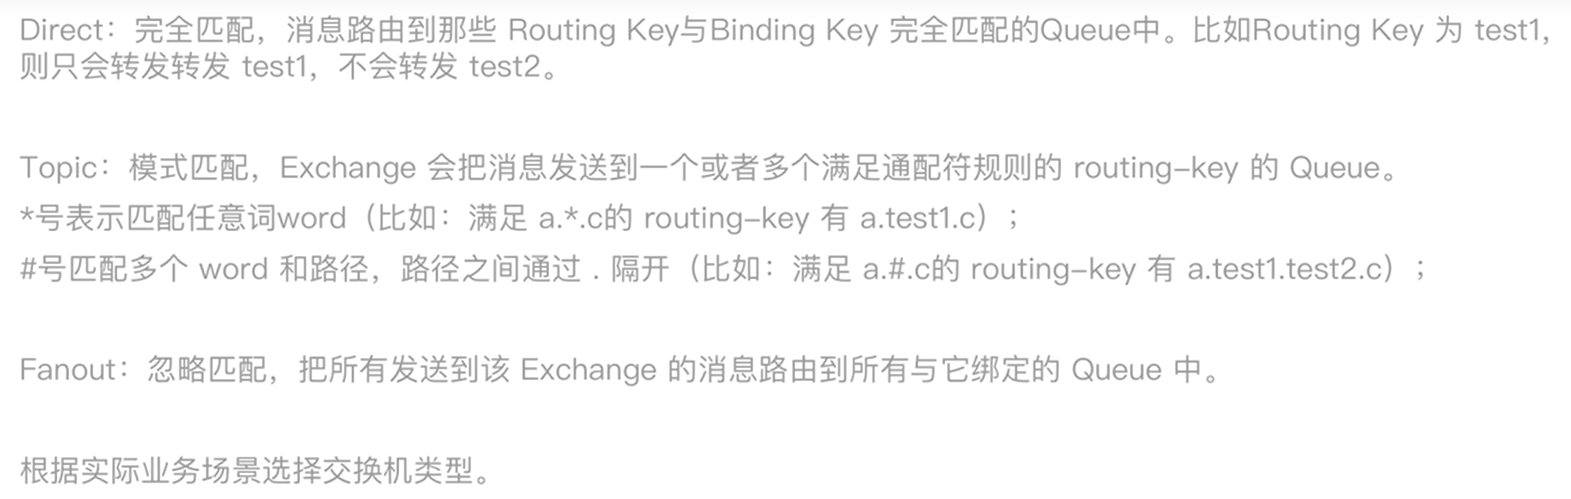 Direct：完全匹配，消息路由到那些 Routing Key与Binding Key 完全匹配的Queue中。比如Routing Key 为 test1,
则只会转发转发 test1，不会转发 test2。
Topic：模式匹配，Exchange 会把消息发送到一个或者多个满足通配符规则的 routing-key 的 Queue。
*号表示匹配任意词word（比如：满足 a.*.c的 routing-key 有 a.test1.c）；
#号匹配多个 word 和路径，路径之间通过 . 隔开（比如：满足 a.#.c的 routing-key 有 a.test1.test2.c）；
Fanout：忽略匹配，把所有发送到该 Exchange 的消息路由到所有与它绑定的 Queue 中。
根据实际业务场景选择交换机类型。